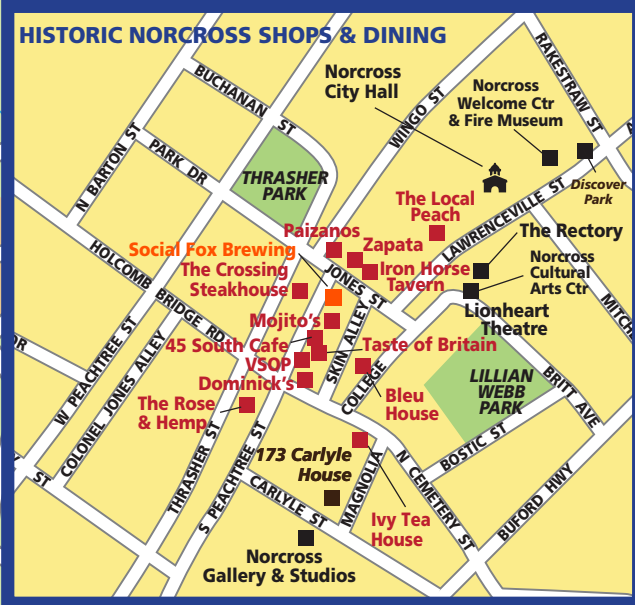 HISTORIC NORCROSS SHOPS & DINING
RAKESTRAW ST
BUCHANAN ST
Norcross
City Hall
WINGO ST
Norcross
Welcome Ctr
& Fire Museum
N BARTON ST
PARK DR
THRASHER
PARK
Discover
Park
LAWRENCEVILLE ST
The Local
Peach
Paizanos
Zapata
The Rectory
Social Fox Brewing
The Crossing
Steakhouse
JONES ST
Iron Horse
Tavern
Norcross
Cultural
Arts Ctr
HOLCOMB BRIDGE RD
Lionheart
Theatre
Mojito's
SKIN ALLEY
45 South Cafe
Taste of Britain
VSQP
Dominick's
COLLEGE
Bleu
House
LILLIAN
WEBB
PARK
BRITT AVE
W PEACHTREE ST
COLONEL JONES ALLEY
The Rose
& Hemp
THRASHER ST
S PEACHTREE ST
BOSTIC ST
173 Carlyle
House
MAGNOLIA
N CEMETERY ST
BUFORD HWY
CARLYLE ST
Ivy Tea
House
ST
Norcross
Gallery & Studios